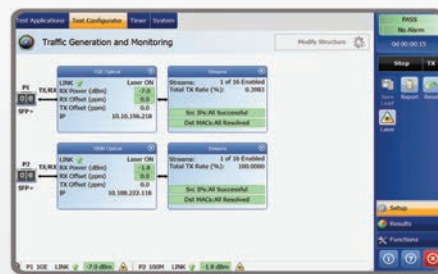 Test Applications Test Configurator Timer System
PASS
No Alarm
0d 00:00:15
Traffic Generation and Monitoring
Modify Structure
Stop TX
1GE Optical
Streams
P1
TX/RX
SFP+
LINK Laser ON
RX Power (dBm) -7.0
RX Offset (ppm) 0.0
TX Offset (ppm) 0.0
IP 10.10.196.218
Streams: 1 of 16 Enabled
Total TX Rate (%): 0.3983
Src IPs:All Successful
Dst MACs:All Resolved
Save
Load
Report
Reset
Laser
100M Optical
Streams
P2
TX/RX
SFP+
LINK Laser ON
RX Power (dBm) -1.8
RX Offset (ppm) 0.0
TX Offset (ppm) 0.0
IP 10.188.222.118
Streams: 1 of 16 Enabled
Total TX Rate (%): 100.0000
Src IPs:All Successful
Dst MACs:All Resolved
Setup
Results
Functions
P1 1GE LINK -7.0 dBm P2 100M LINK -1.8 dBm